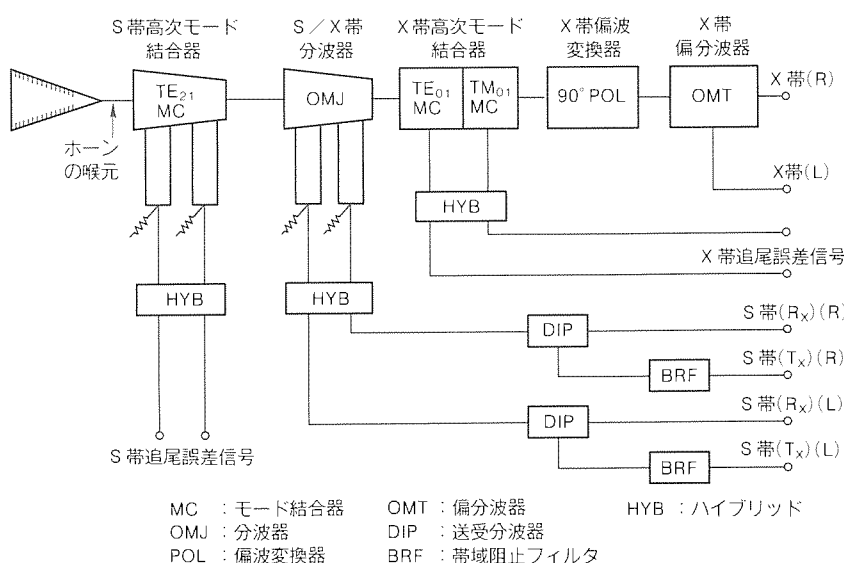 S帯高次モード
結合器
S／X帯
分波器
X帯高次モード
結合器
X帯偏波
変換器
X帯
偏分波器
TE21
MC
OMJ
TE01
MC
TM01
MC
90°POL
OMT
X帯(R)
ホーン
の喉元
X帯(L)
HYB
X帯追尾誤差信号
HYB
HYB
DIP
S帯(RX)(R)
S帯(TX)(R)
BRF
S帯(RX)(L)
DIP
S帯(TX)(L)
BRF
S帯追尾誤差信号
MC ：モード結合器
OMT ：偏分波器
HYB ：ハイブリッド
OMJ ：分波器
DIP ：送受分波器
POL ：偏波変換器
BRF ：帯域阻止フィルタ